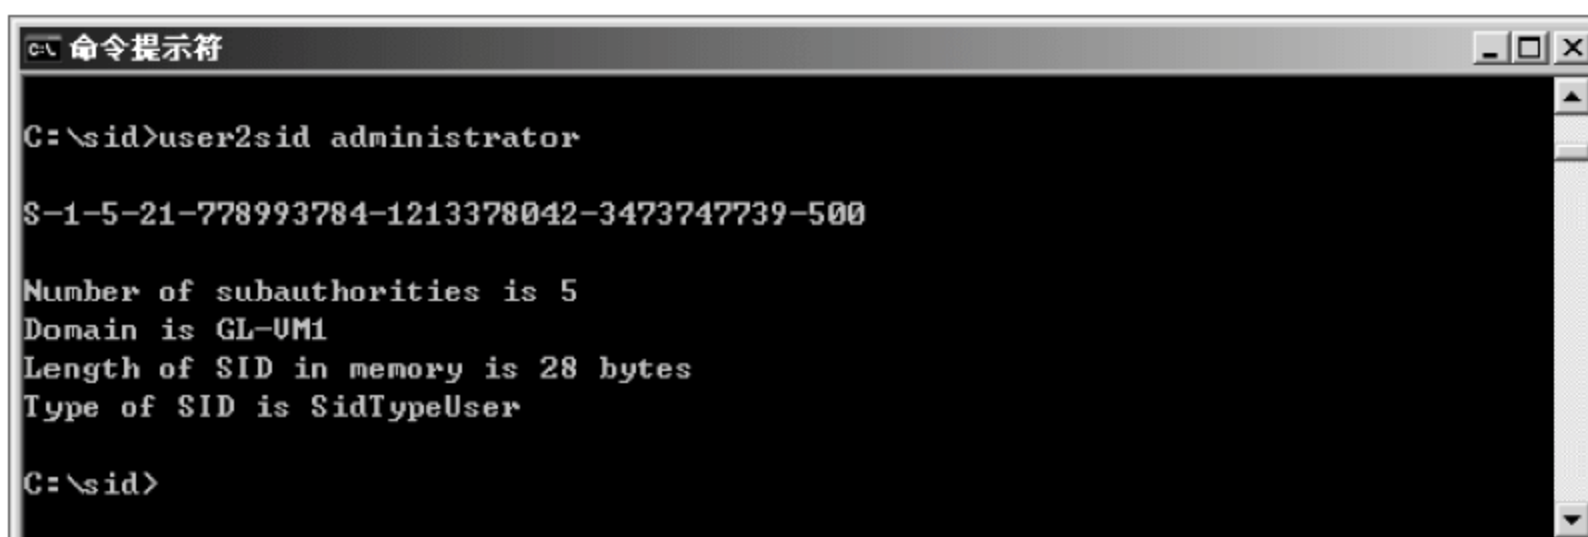 命令提示符
C:\sid>user2sid administrator
S-1-5-21-778993784-1213378042-3473747739-500
Number of subauthorities is 5
Domain is GL-VM1
Length of SID in memory is 28 bytes
Type of SID is SidTypeUser
C:\sid>